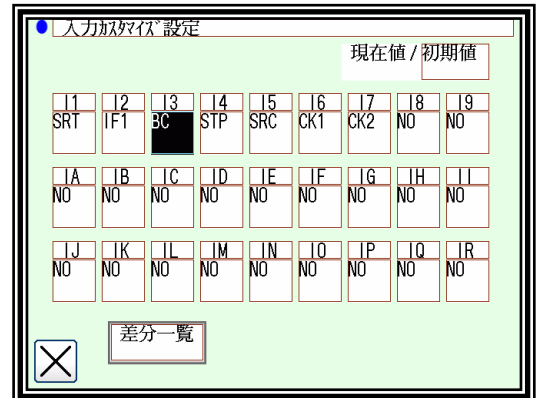 入力ｶｽﾀﾏｲｽﾞ設定
現在値/初期値
I1 I2 I3 I4 I5 I6 I7 I8 I9
SRT IF1 BC STP SRC CK1 CK2 NO NO
IA IB IC ID IE IF IG IH II
NO NO NO NO NO NO NO NO NO
IJ IK IL IM IN IO IP IQ IR
NO NO NO NO NO NO NO NO NO
差分一覧